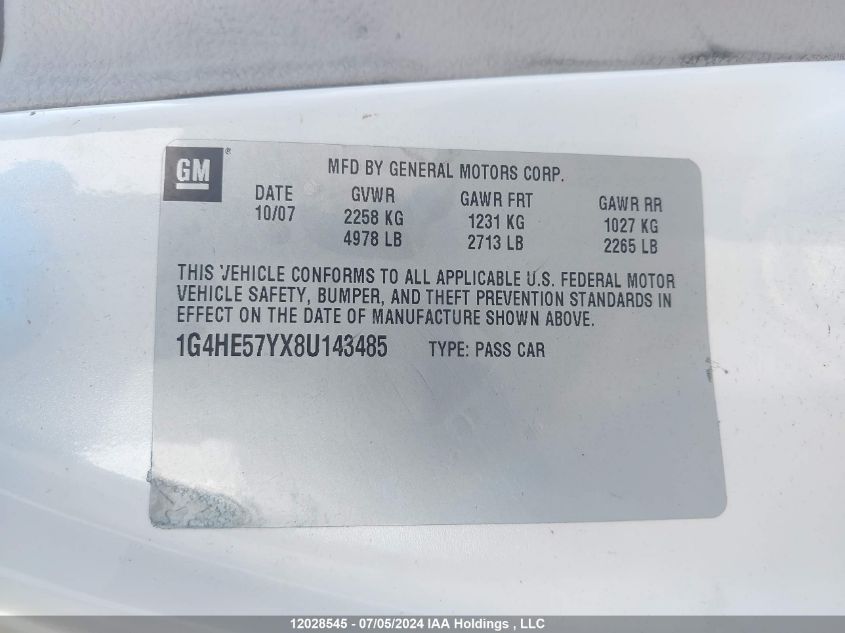 GM®
MFD BY GENERAL MOTORS CORP.
DATE GVWR GAWR FRT GAWR RR
10/07 2258 KG 1231 KG 1027 KG
4978 LB 2713 LB 2265 LB
THIS VEHICLE CONFORMS TO ALL APPLICABLE U.S. FEDERAL MOTOR
VEHICLE SAFETY, BUMPER, AND THEFT PREVENTION STANDARDS IN
EFFECT ON THE DATE OF MANUFACTURE SHOWN ABOVE.
1G4HE57YX8U143485 TYPE: PASS CAR
12028545 - 07/05/2024 IAA Holdings , LLC